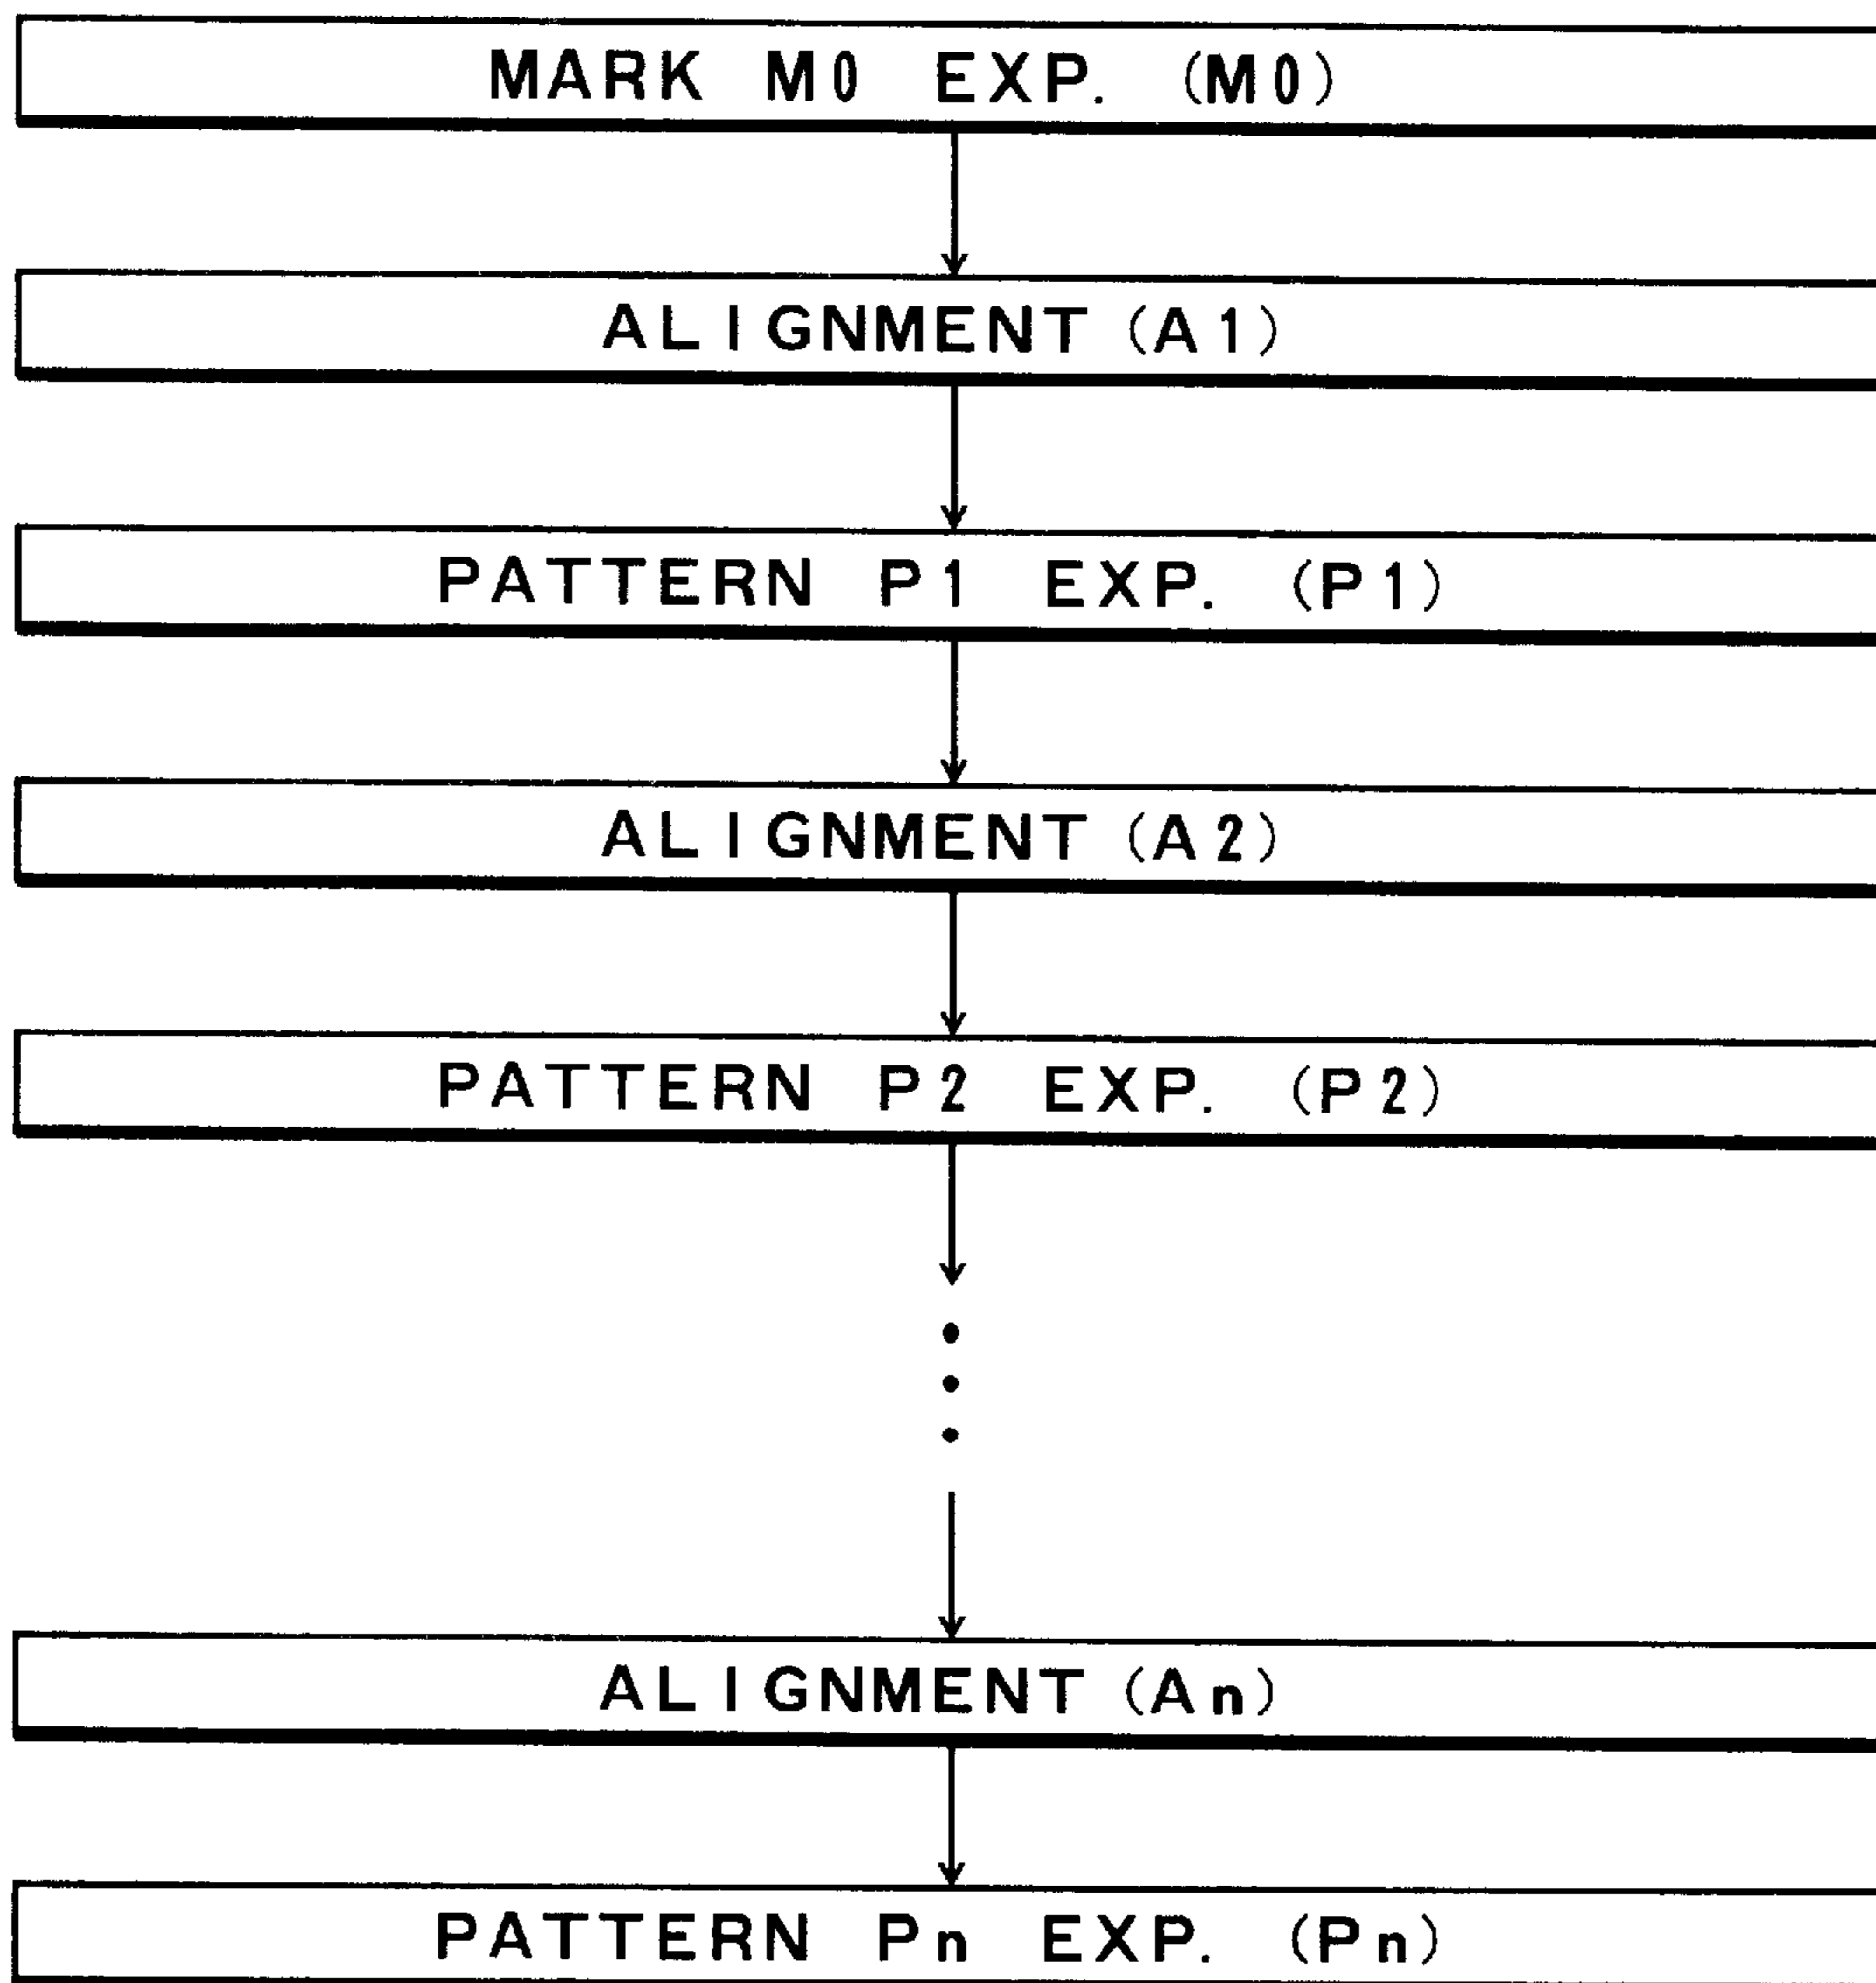 MARK M0 EXP. (M0)
ALIGNMENT (A1)
PATTERN P1 EXP. (P1)
ALIGNMENT (A2)
PATTERN P2 EXP. (P2)
ALIGNMENT (An)
PATTERN Pn EXP. (Pn)